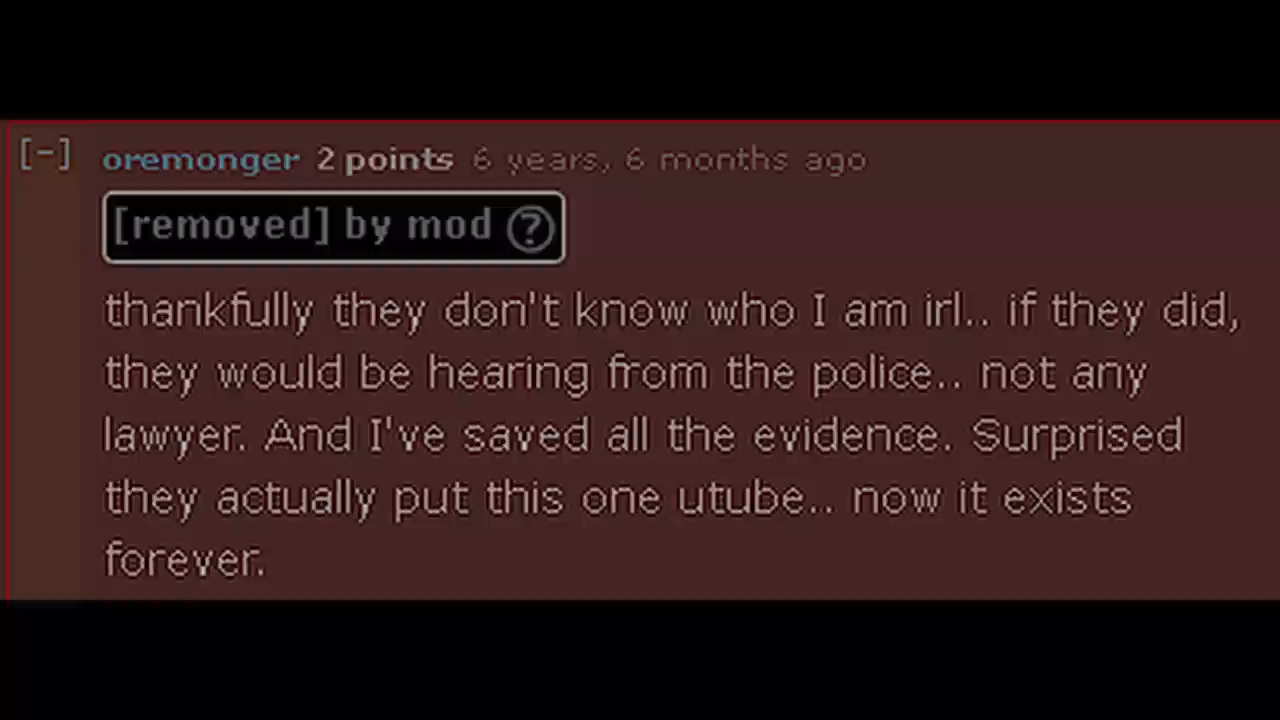 [-] oremonger 2 points 6 years, 6 months ago
[removed] by mod ?
thankfully they don't know who I am irl.. if they did,
they would be hearing from the police.. not any
lawyer. And I've saved all the evidence. Surprised
they actually put this one utube.. now it exists
forever.